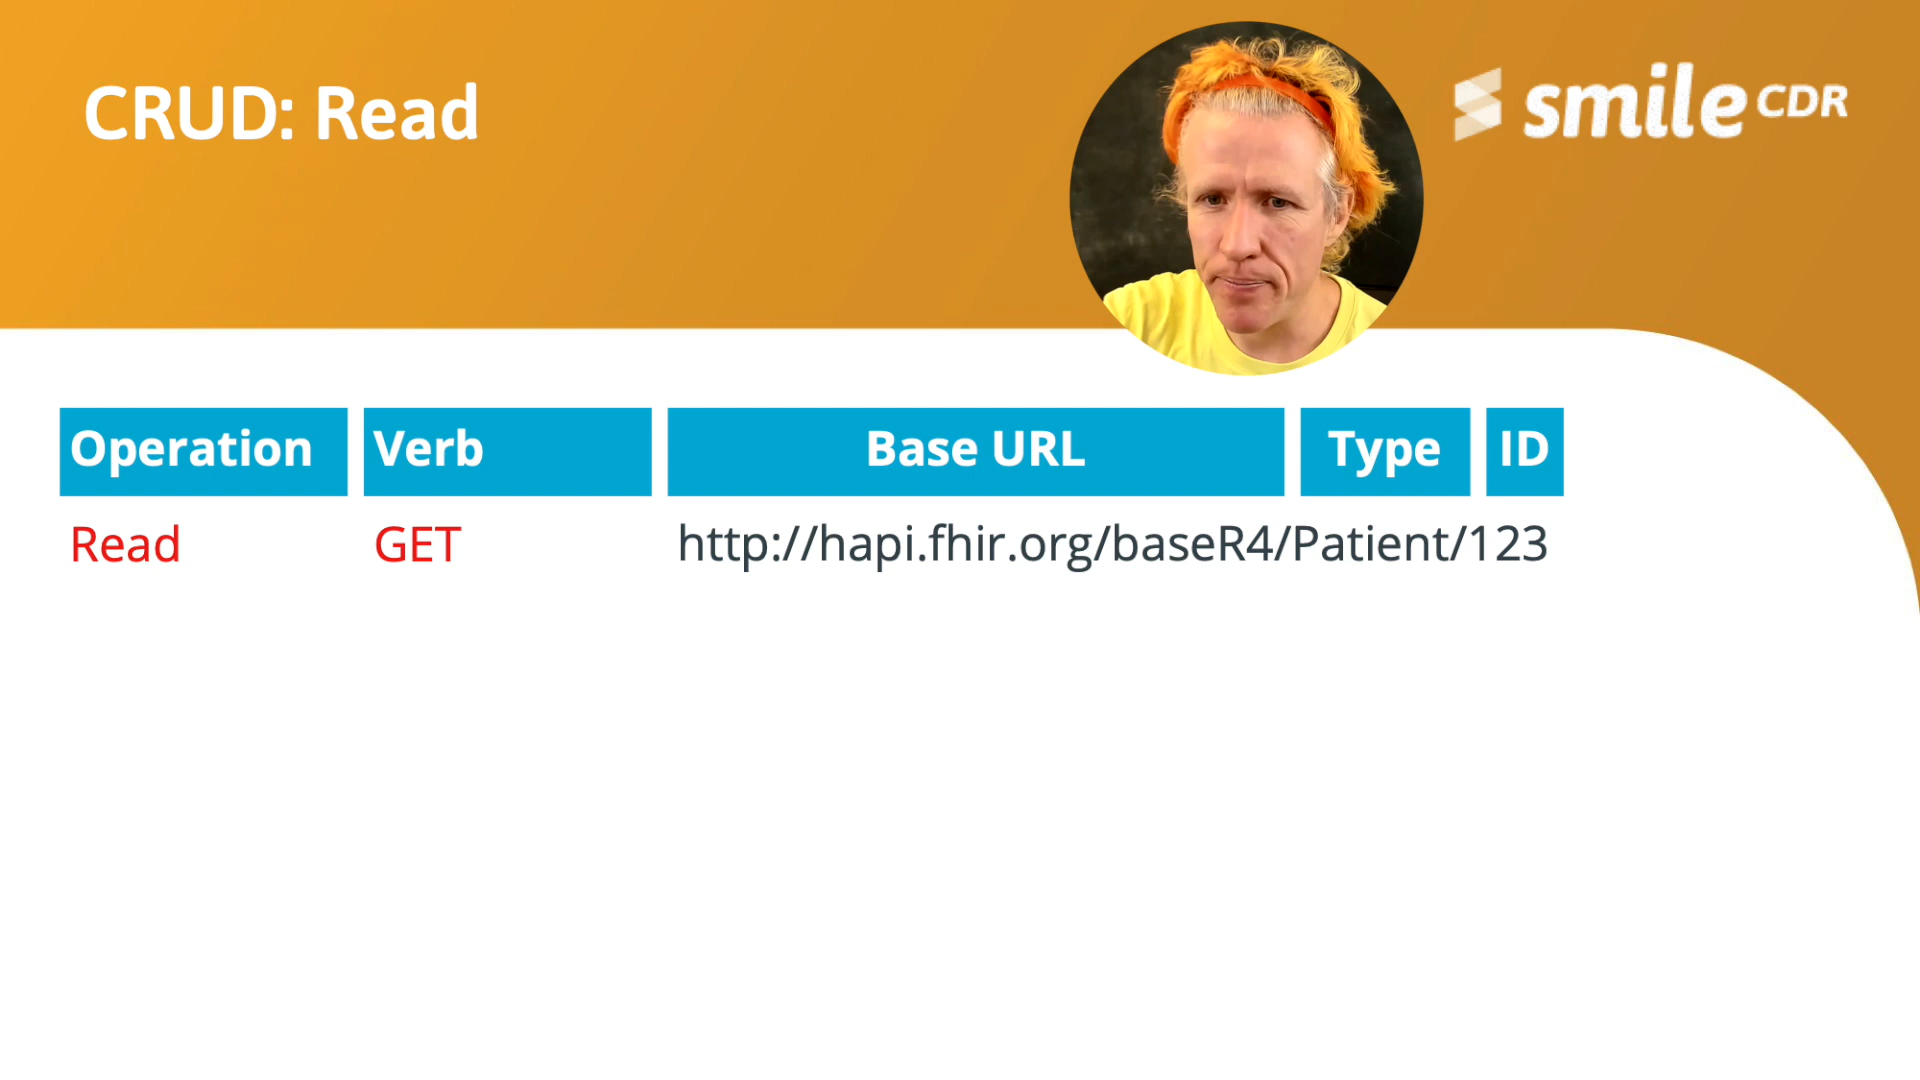 CRUD: Read
smile CDR
Operation Verb Base URL Type ID
Read GET http://hapi.fhir.org/baseR4/Patient/123